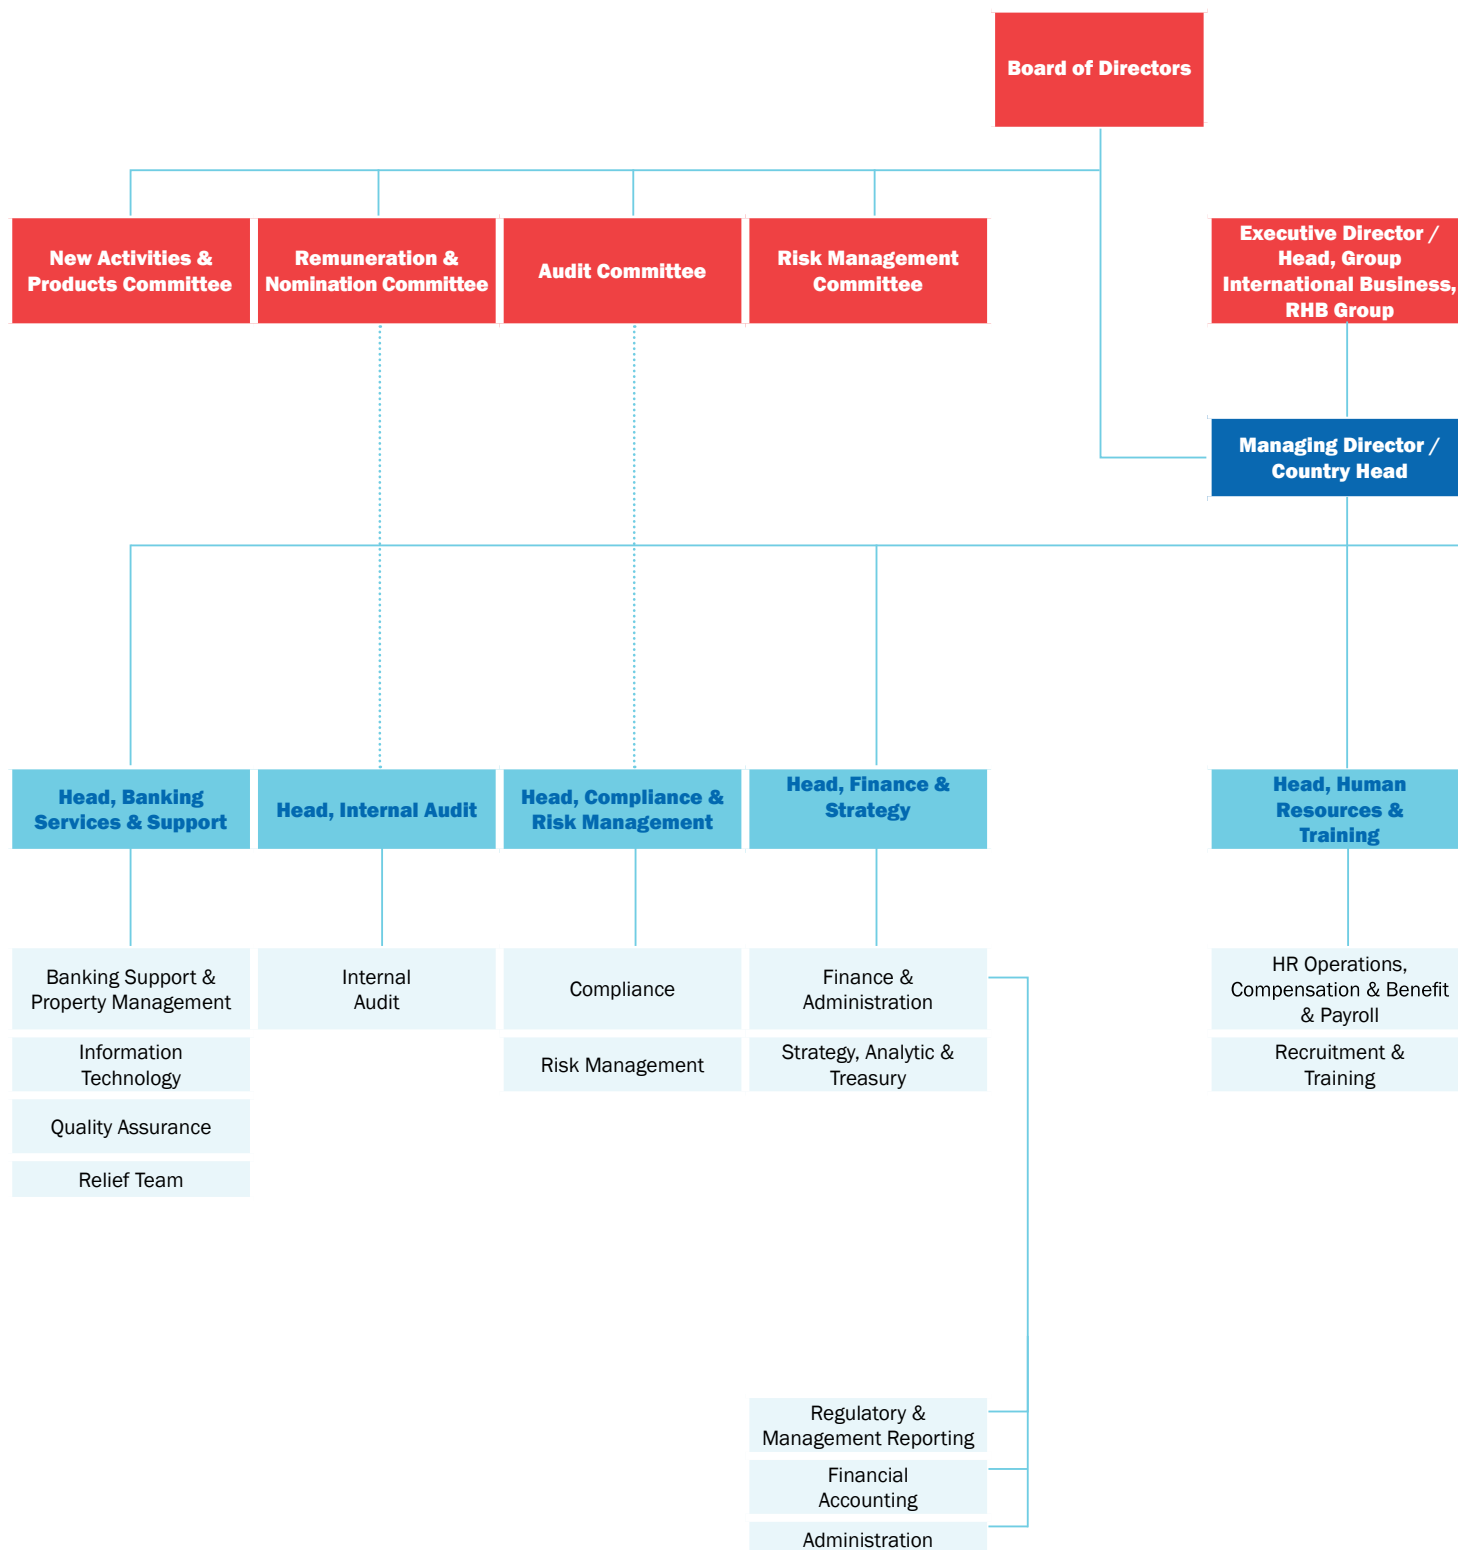 Board of Directors
New Activities &
Products Committee
Remuneration &
Nomination Committee
Audit Committee
Risk Management
Committee
Executive Director /
Head, Group
International Business,
RHB Group
Managing Director /
Country Head
Head, Banking
Services & Support
Head, Internal Audit
Head, Compliance &
Risk Management
Head, Finance &
Strategy
Head, Human
Resources &
Training
Banking Support &
Property Management
Internal
Audit
Compliance
Finance &
Administration
HR Operations,
Compensation & Benefit
& Payroll
Information
Technology
Risk Management
Strategy, Analytic &
Treasury
Recruitment &
Training
Quality Assurance
Relief Team
Regulatory &
Management Reporting
Financial
Accounting
Administration